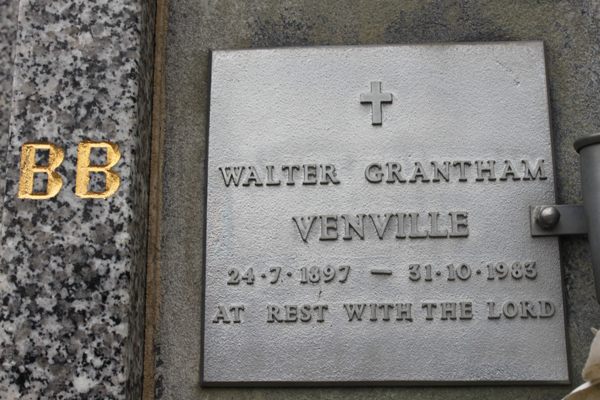 BB
WALTER GRANTHAM
VENVILLE
24·7·1897 — 31·10·1983
AT REST WITH THE LORD